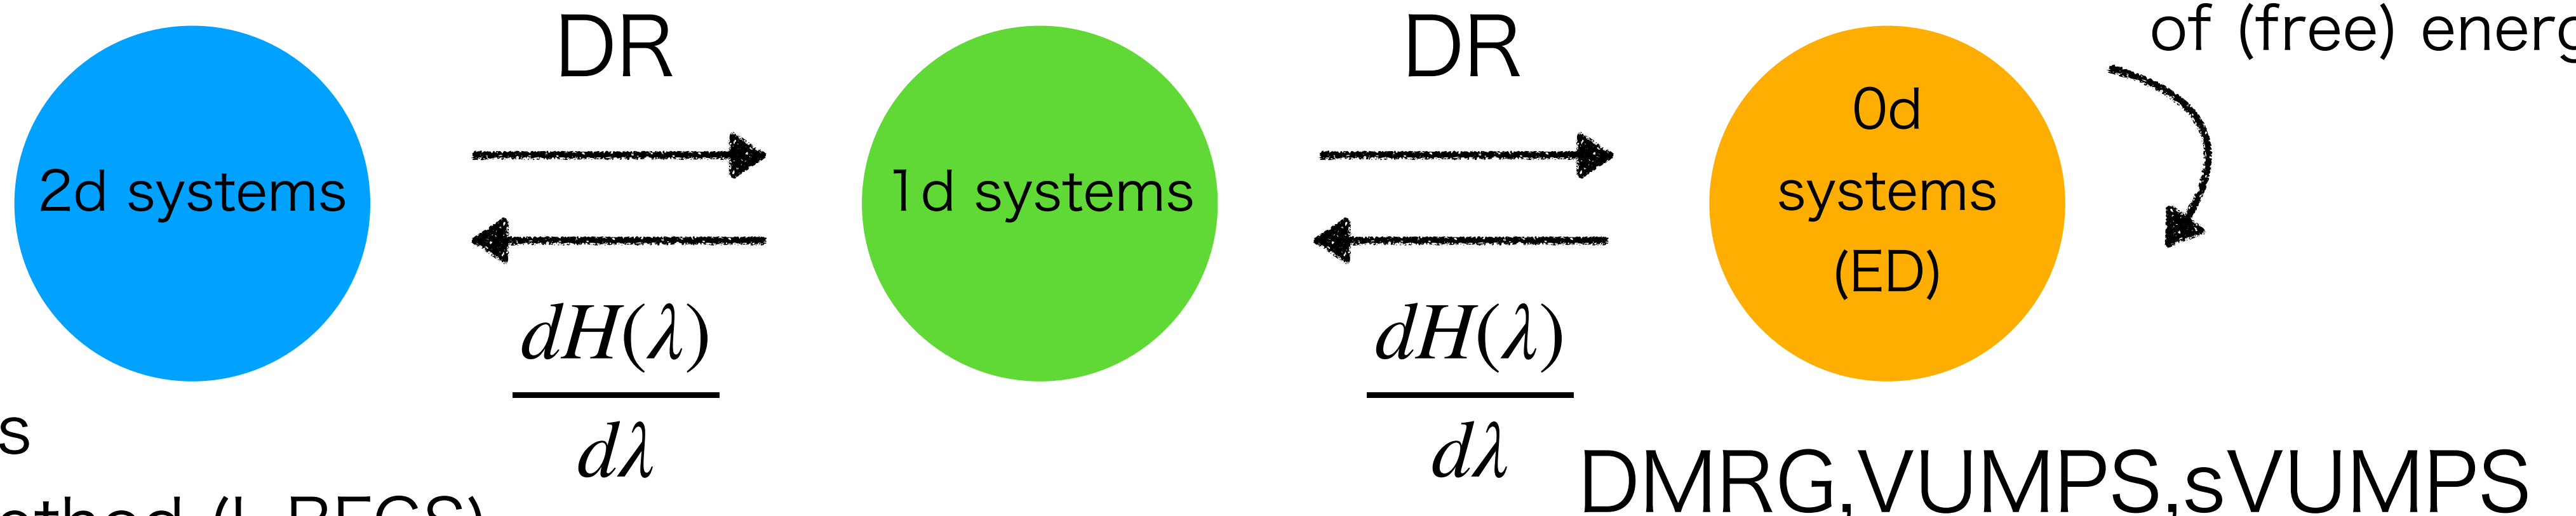 DR
DR
of (free) energ
2d systems
1d systems
0d
systems
(ED)
dH(λ)
dλ
dH(λ)
dλ
s
DMRG,VUMPS,sVUMPS